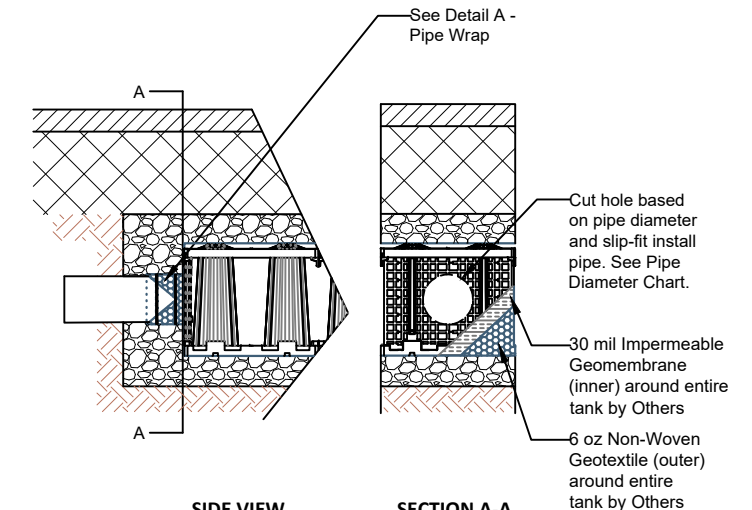 See Detail A -
Pipe Wrap
A
Cut hole based
on pipe diameter
and slip-fit install
pipe. See Pipe
Diameter Chart.
30 mil Impermeable
Geomembrane
(inner) around entire
tank by Others
A
6 oz Non-Woven
Geotextile (outer)
around entire
tank by Others
SIDE VIEW
SECTION A-A